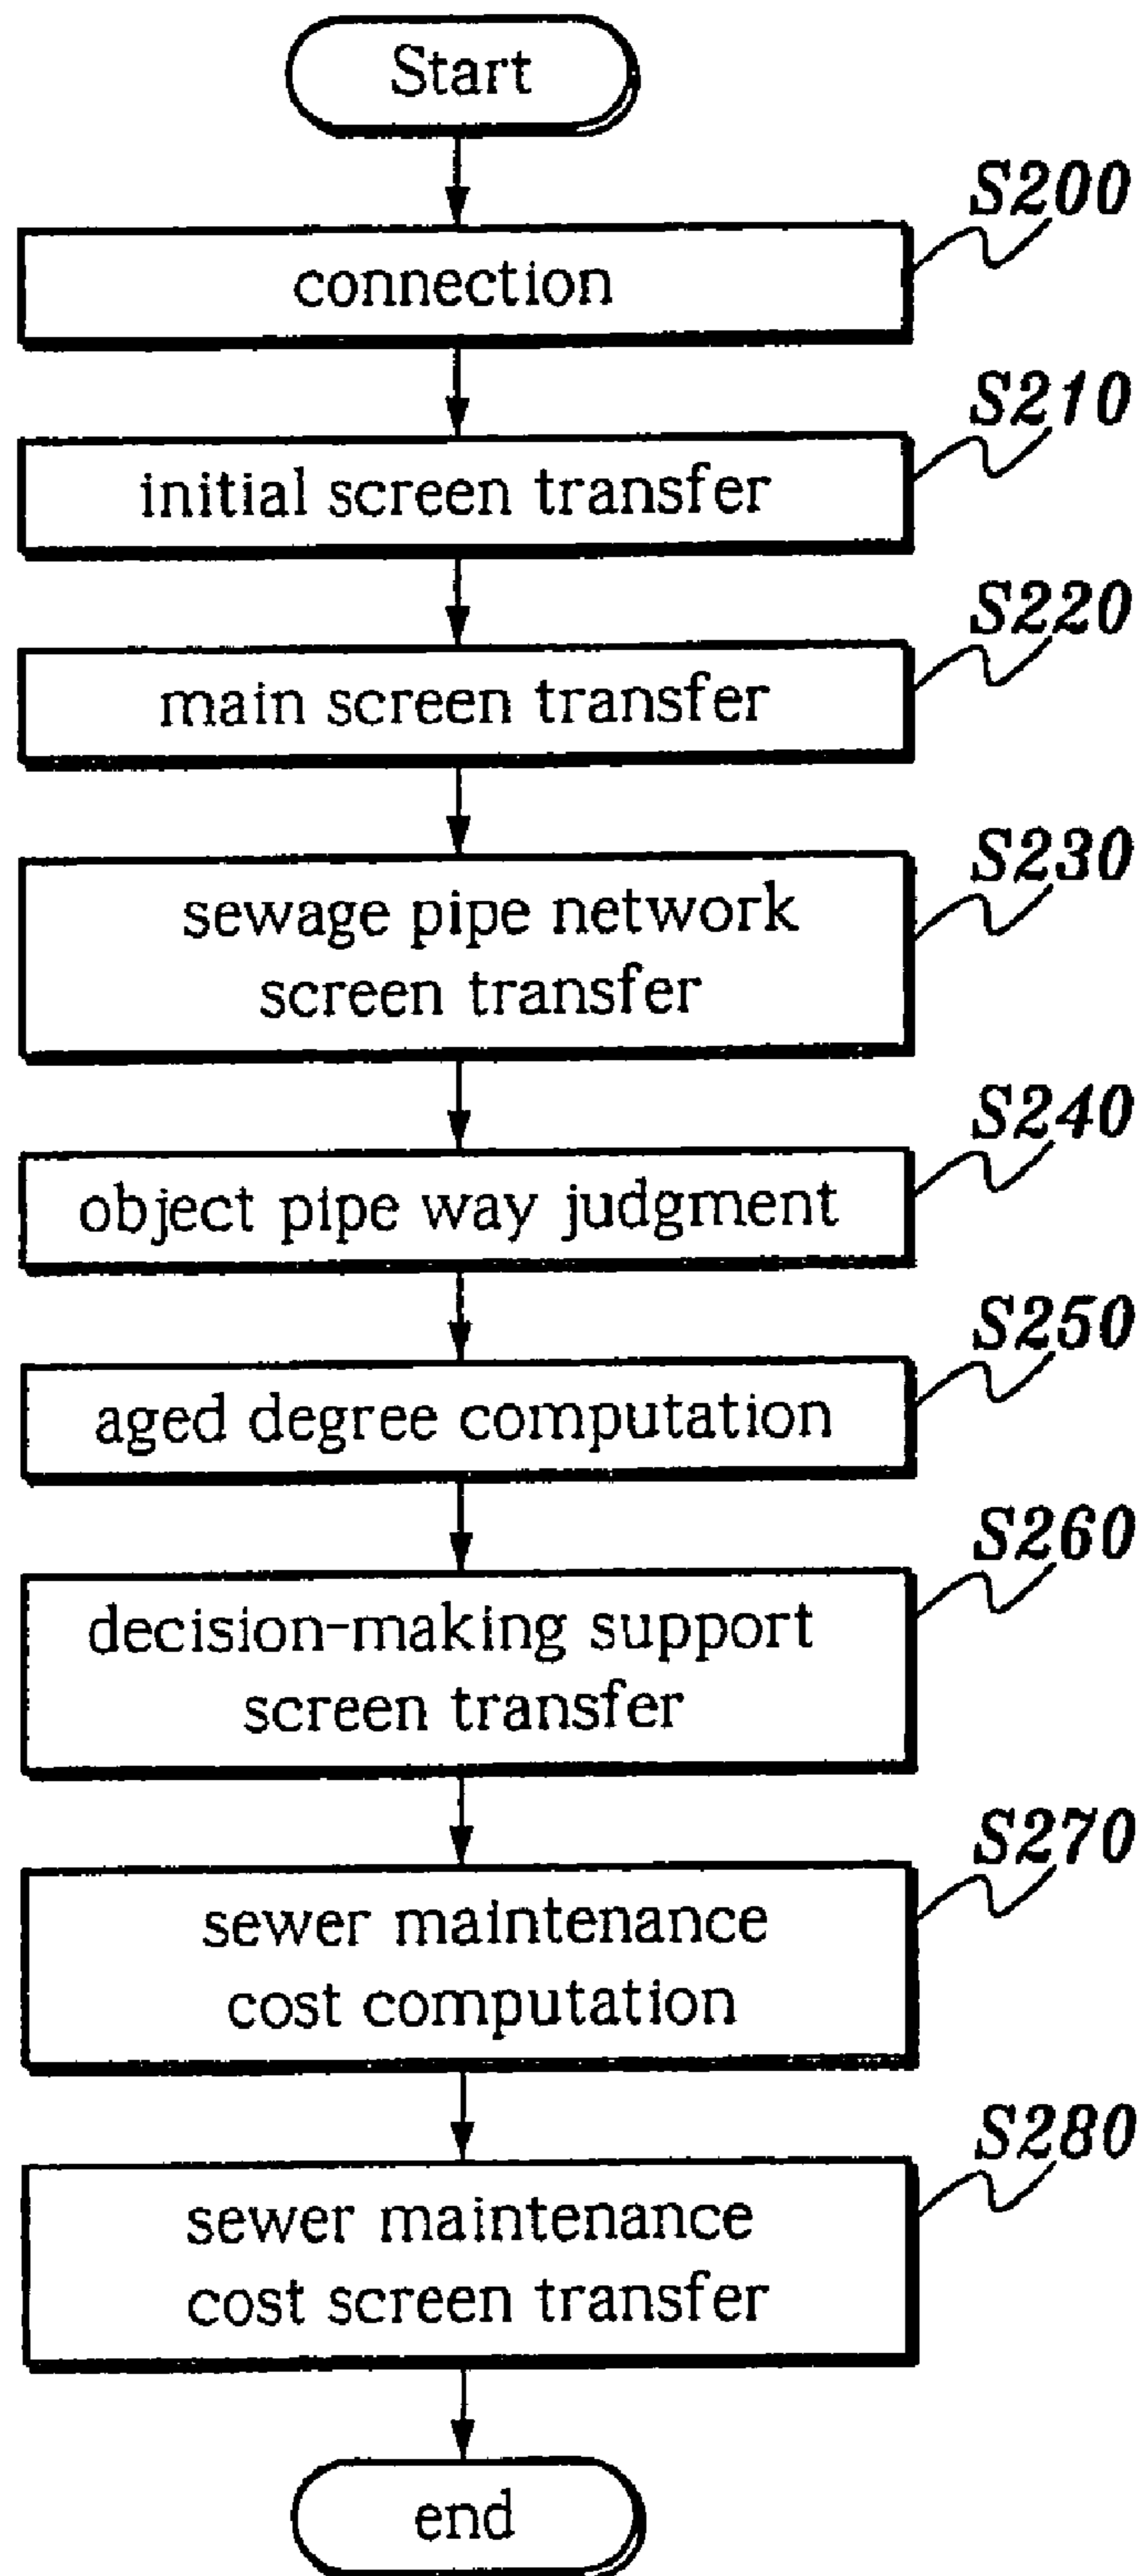 Start
S200
connection
S210
initial screen transfer
S220
main screen transfer
S230
sewage pipe network
screen transfer
S240
object pipe way judgment
S250
aged degree computation
S260
decision-making support
screen transfer
S270
sewer maintenance
cost computation
S280
sewer maintenance
cost screen transfer
end